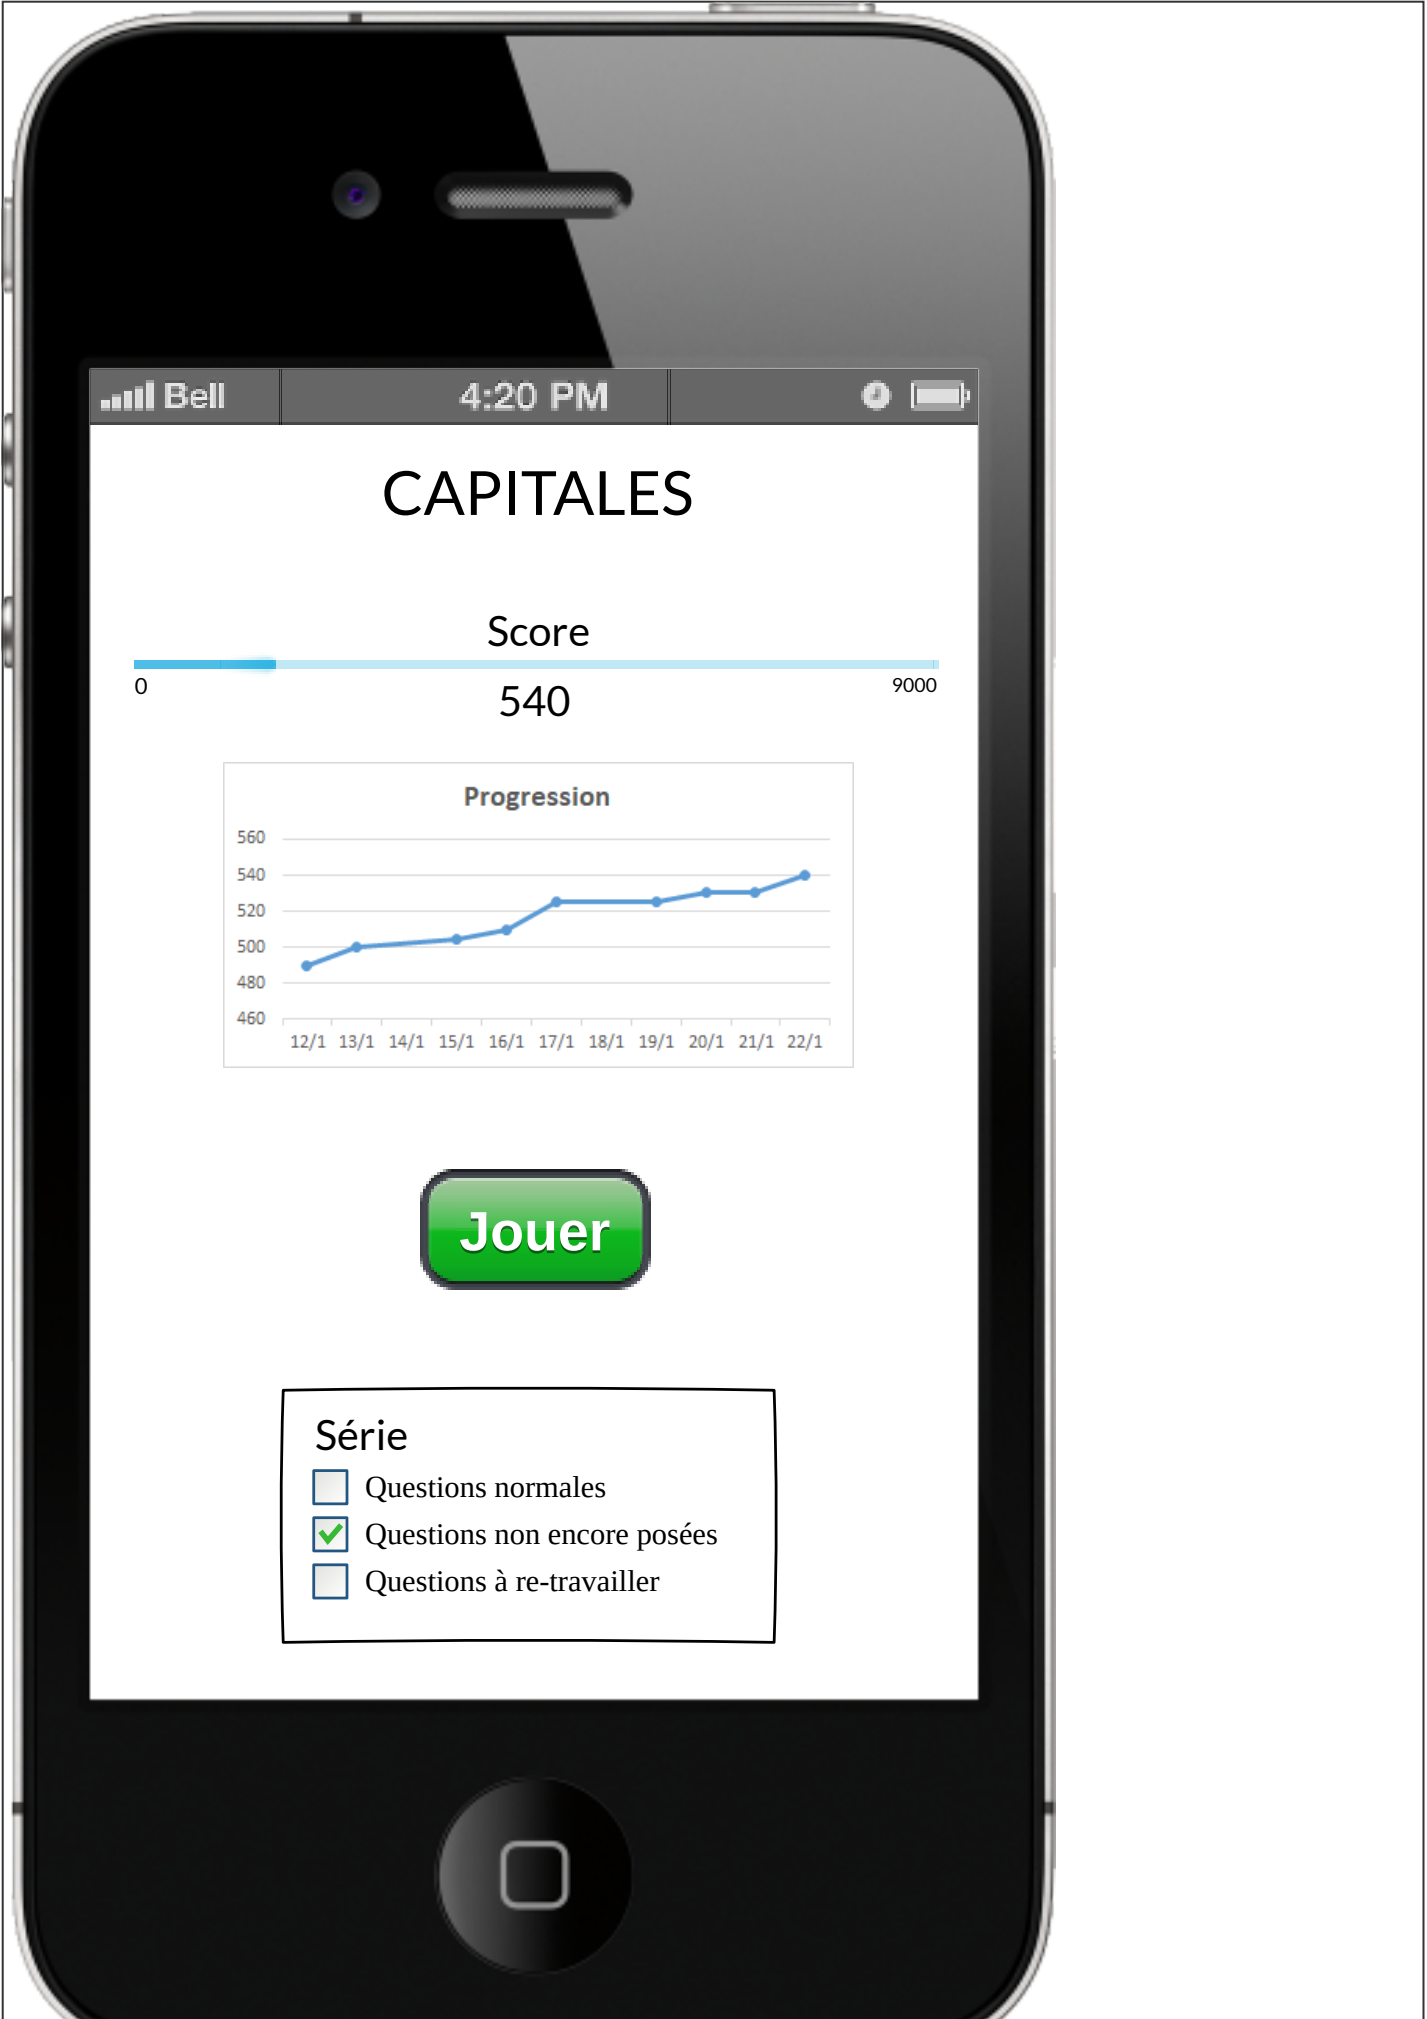 Bell 4:20 PM
CAPITALES
Score
0 540 9000
Progression
560
540
520
500
480
460
12/1 13/1 14/1 15/1 16/1 17/1 18/1 19/1 20/1 21/1 22/1
Jouer
Série
Questions normales
Questions non encore posées
Questions à re-travailler